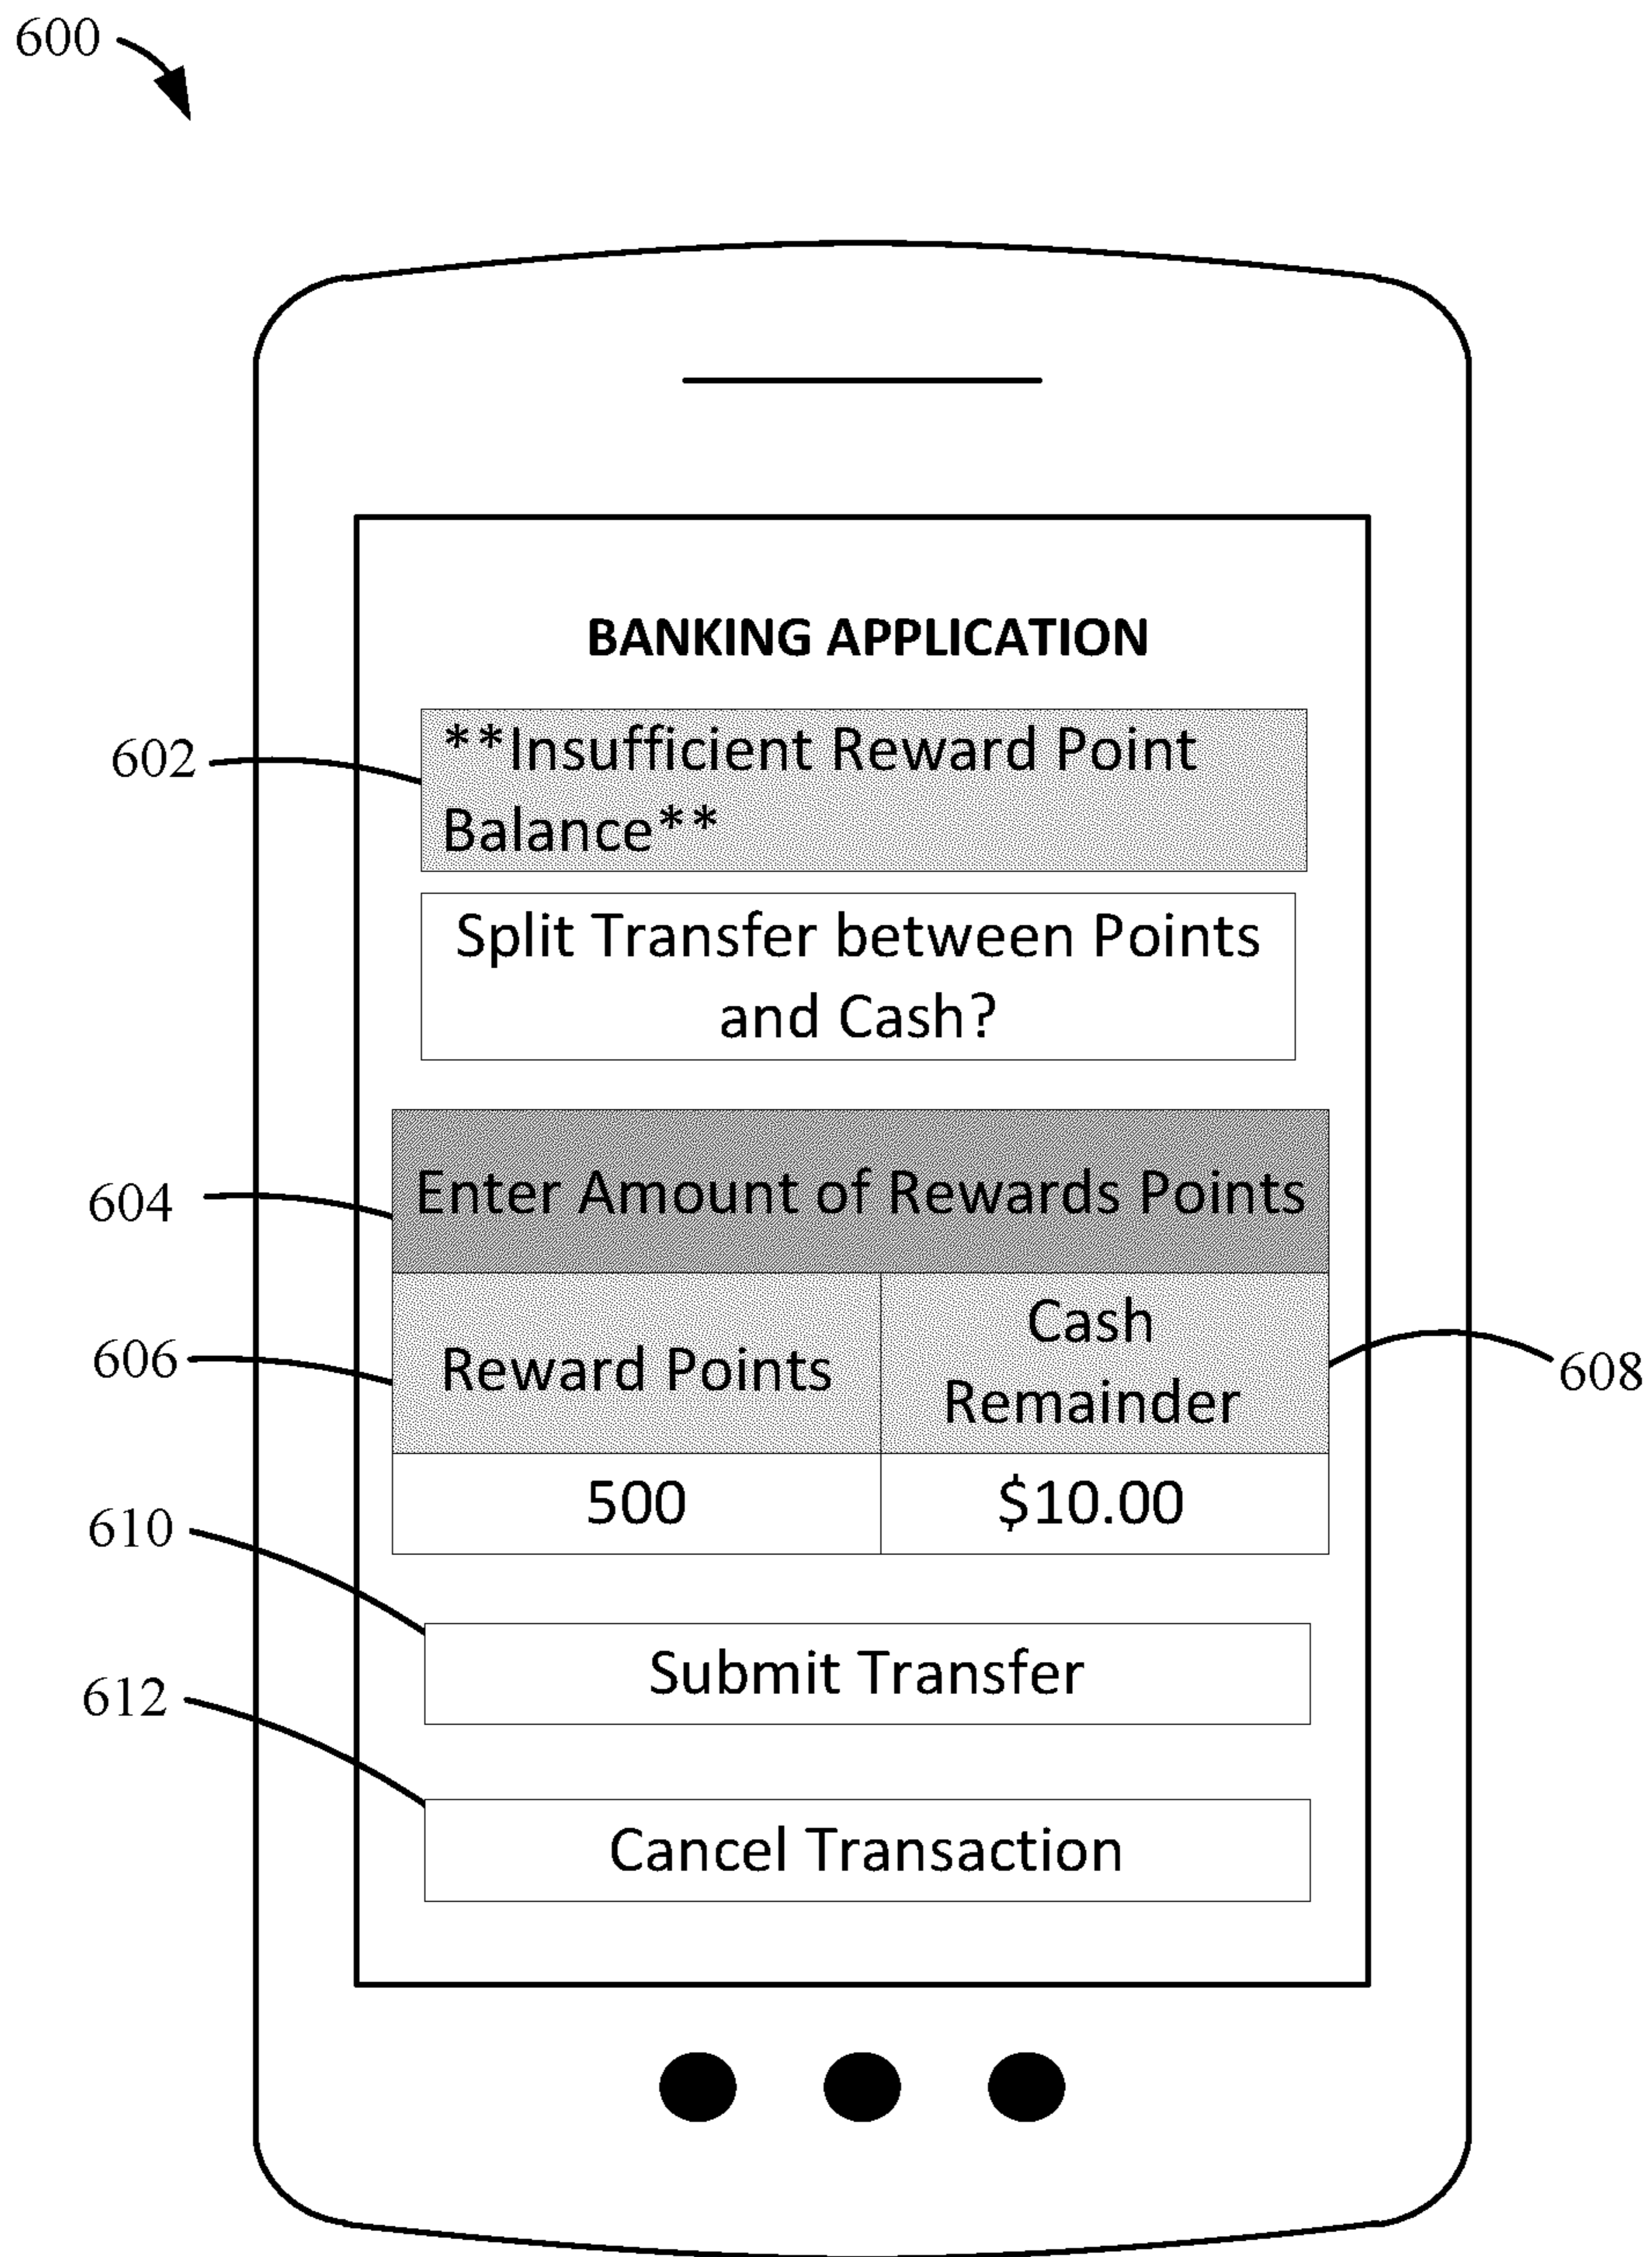 600
BANKING APPLICATION
602
**Insufficient Reward Point
Balance**
Split Transfer between Points
and Cash?
604
Enter Amount of Rewards Points
606
Reward Points
Cash
Remainder
608
500
$10.00
610
Submit Transfer
612
Cancel Transaction